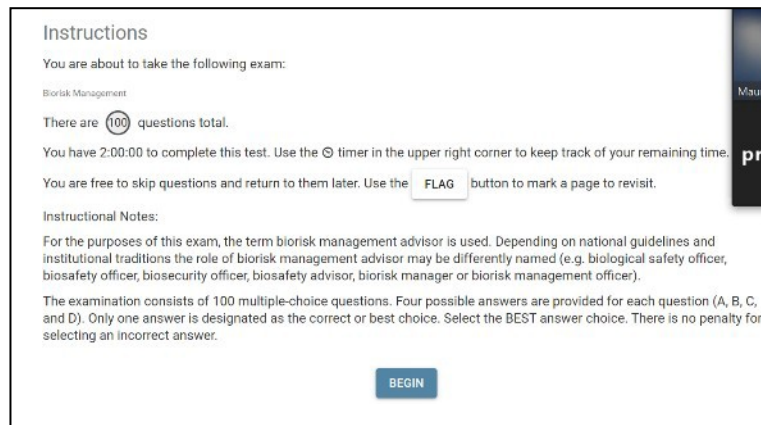 Instructions
You are about to take the following exam:
Biorisk Management
There are 100 questions total.
You have 2:00:00 to complete this test. Use the timer in the upper right corner to keep track of your remaining time.
You are free to skip questions and return to them later. Use the FLAG button to mark a page to revisit.
Instructional Notes:
For the purposes of this exam, the term biorisk management advisor is used. Depending on national guidelines and
institutional traditions the role of biorisk management advisor may be differently named (e.g. biological safety officer,
biosafety officer, biosecurity officer, biosafety advisor, biorisk manager or biorisk management officer).
The examination consists of 100 multiple-choice questions. Four possible answers are provided for each question (A, B, C,
and D). Only one answer is designated as the correct or best choice. Select the BEST answer choice. There is no penalty for
selecting an incorrect answer.
BEGIN